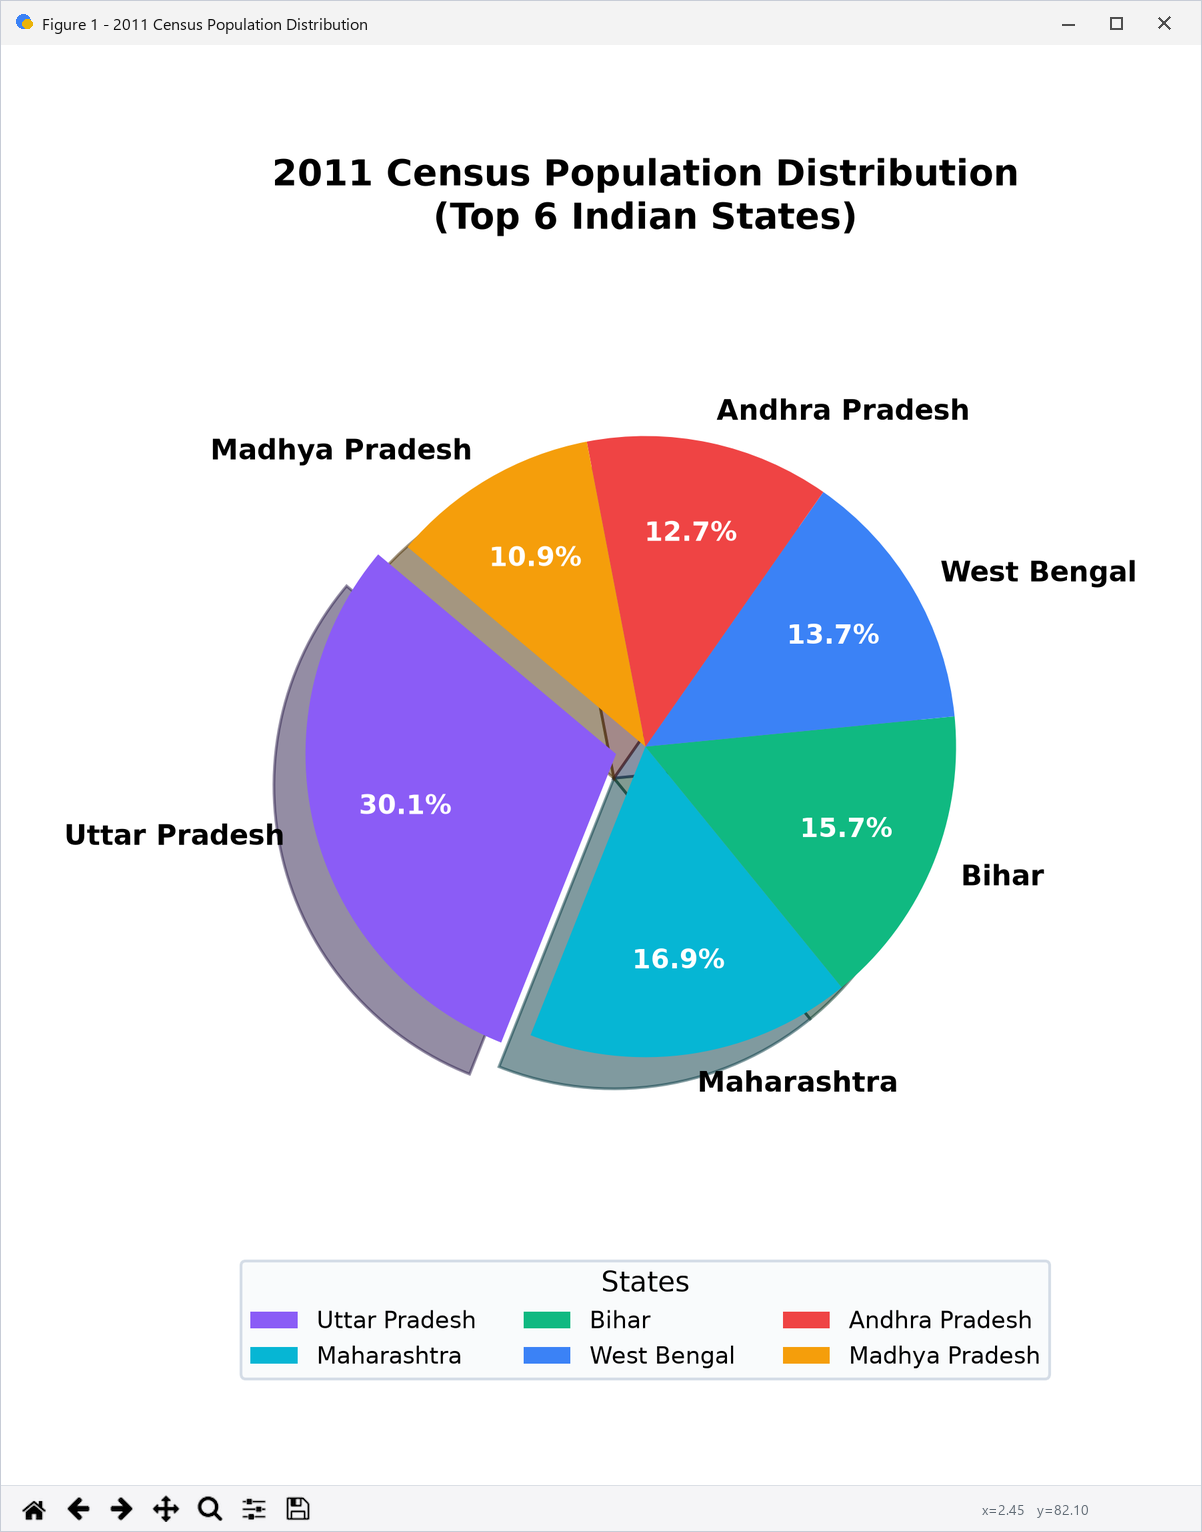 Figure 1 - 2011 Census Population Distribution
2011 Census Population Distribution
(Top 6 Indian States)
Andhra Pradesh
Madhya Pradesh
12.7%
10.9%
West Bengal
13.7%
30.1%
15.7%
Uttar Pradesh
Bihar
16.9%
Maharashtra
States
Uttar Pradesh
Bihar
Andhra Pradesh
Maharashtra
West Bengal
Madhya Pradesh
x=2.45 y=82.10